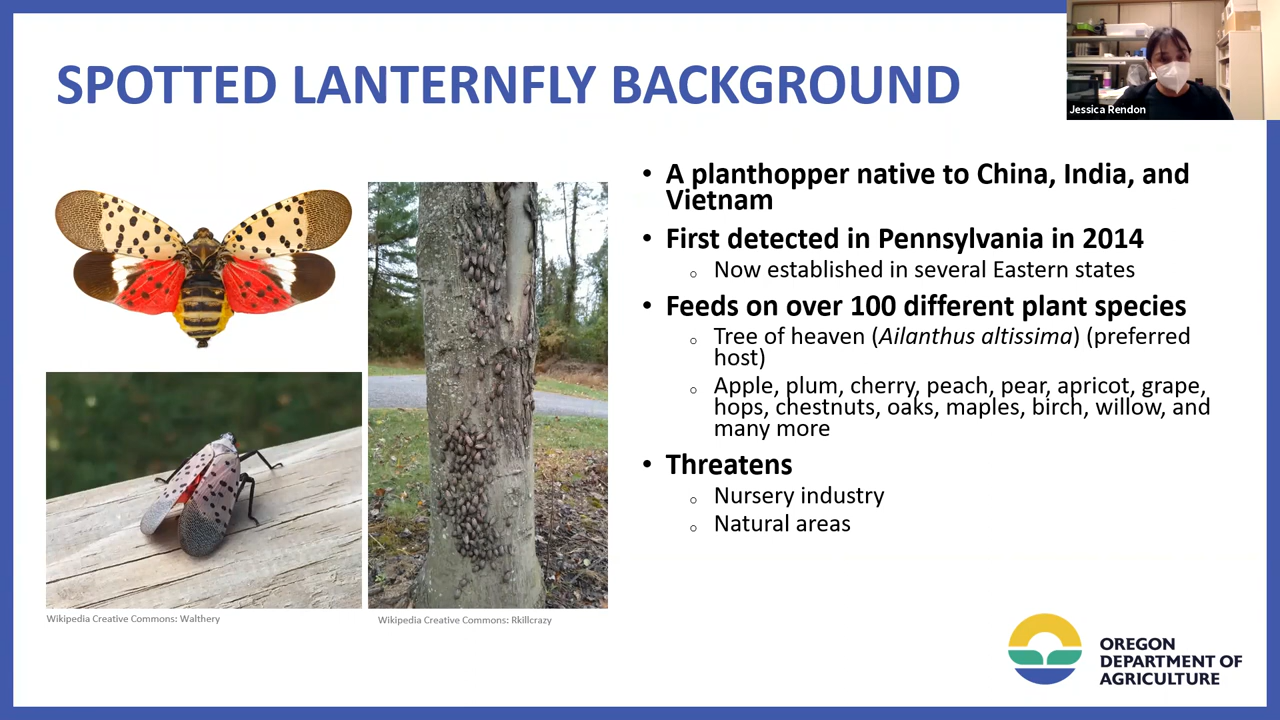 SPOTTED LANTERNFLY BACKGROUND
Jessica Rendon
• A planthopper native to China, India, and
Vietnam
• First detected in Pennsylvania in 2014
o Now established in several Eastern states
• Feeds on over 100 different plant species
o Tree of heaven (Ailanthus altissima) (preferred
host)
o Apple, plum, cherry, peach, pear, apricot, grape,
hops, chestnuts, oaks, maples, birch, willow, and
many more
• Threatens
o Nursery industry
o Natural areas
Wikipedia Creative Commons: Walthery
Wikipedia Creative Commons: Rkillcrazy
OREGON
DEPARTMENT OF
AGRICULTURE